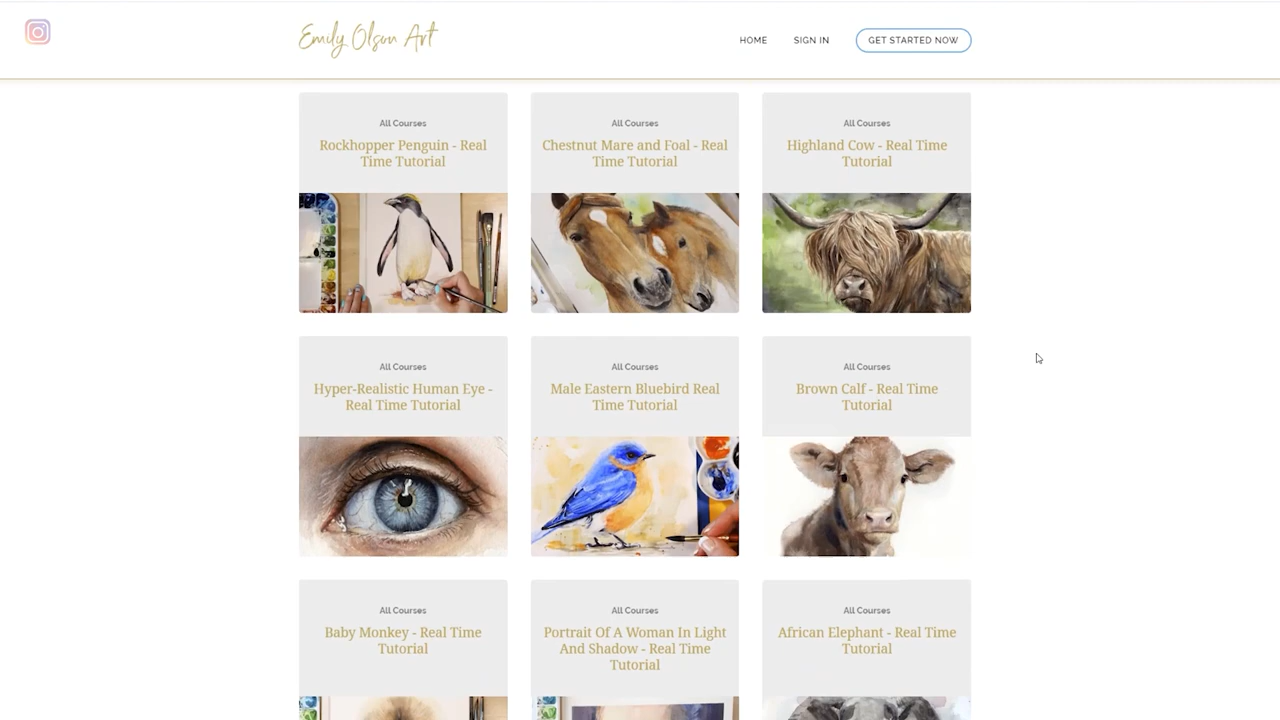 Emily Olson Art
HOME
SIGN IN
GET STARTED NOW
All Courses
Rockhopper Penguin - Real
Time Tutorial
All Courses
Chestnut Mare and Foal - Real
Time Tutorial
All Courses
Highland Cow - Real Time
Tutorial
All Courses
Hyper-Realistic Human Eye -
Real Time Tutorial
All Courses
Male Eastern Bluebird Real
Time Tutorial
All Courses
Brown Calf - Real Time
Tutorial
All Courses
Baby Monkey - Real Time
Tutorial
All Courses
Portrait Of A Woman In Light
And Shadow - Real Time
Tutorial
All Courses
African Elephant - Real Time
Tutorial